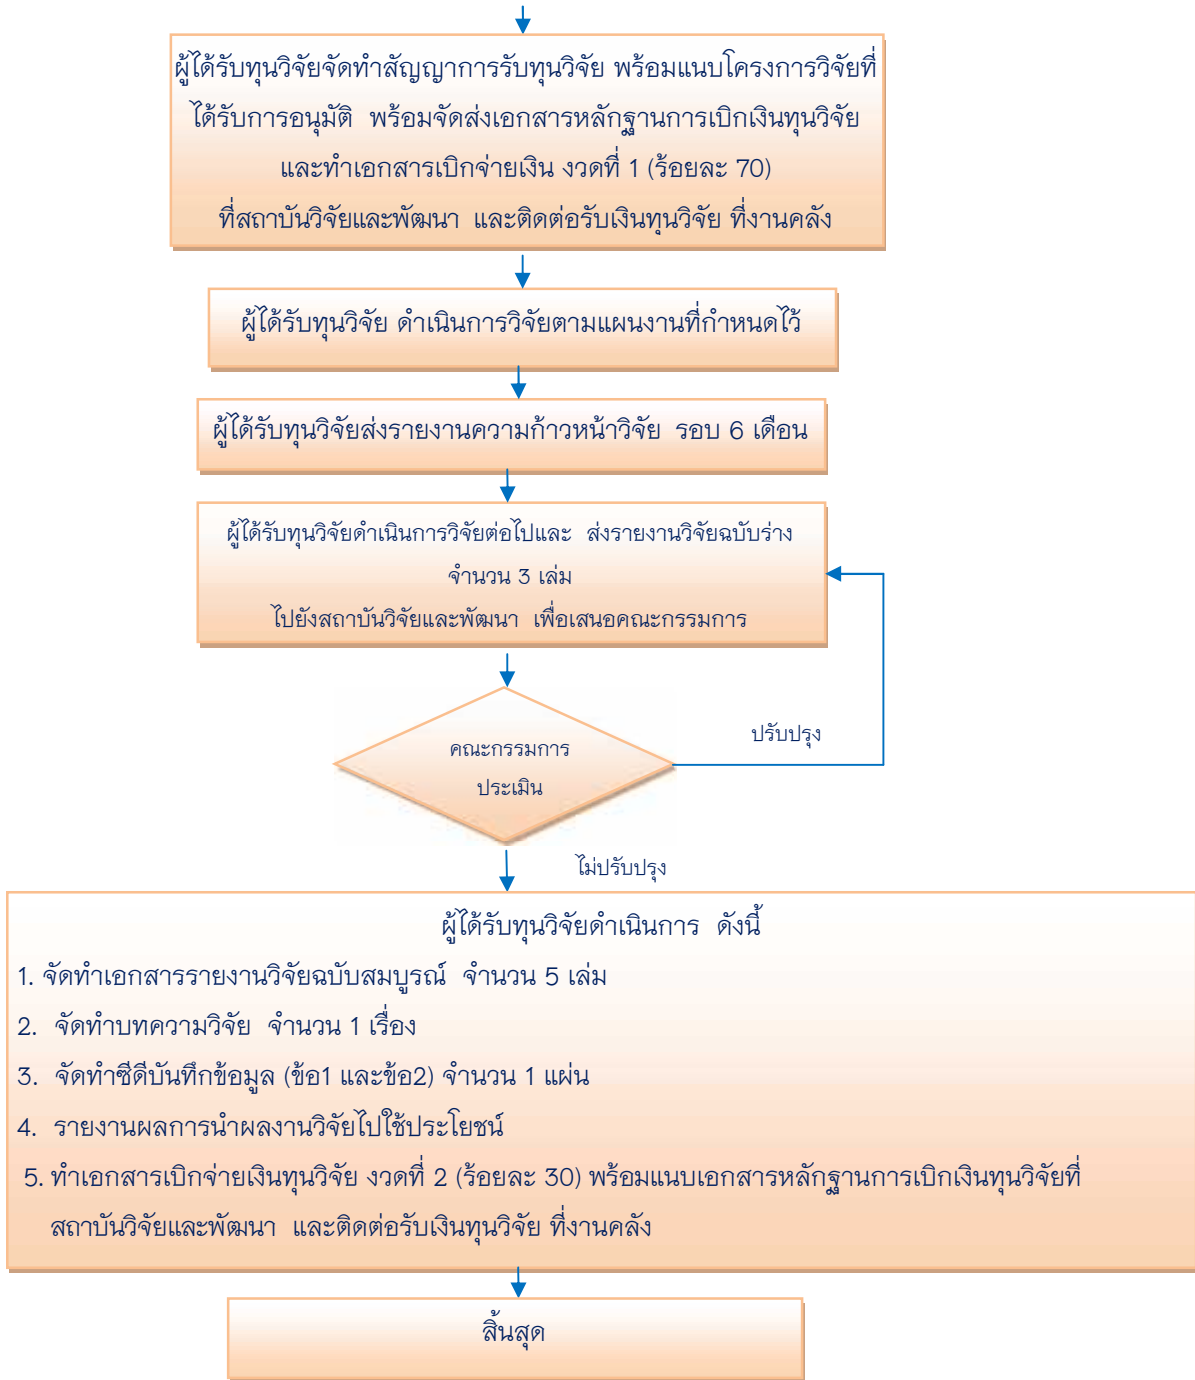 ผู้ได้รับทุนวิจัยจัดทำสัญญาการรับทุนวิจัย พร้อมแนบโครงการวิจัยที่
ได้รับการอนุมัติ พร้อมจัดส่งเอกสารหลักฐานการเบิกเงินทุนวิจัย
และทำเอกสารเบิกจ่ายเงิน งวดที่ 1 (ร้อยละ 70)
ที่สถาบันวิจัยและพัฒนา และติดต่อรับเงินทุนวิจัย ที่งานคลัง
ผู้ได้รับทุนวิจัย ดำเนินการวิจัยตามแผนงานที่กำหนดไว้
ผู้ได้รับทุนวิจัยส่งรายงานความก้าวหน้าวิจัย รอบ 6 เดือน
ผู้ได้รับทุนวิจัยดำเนินการวิจัยต่อไปและ ส่งรายงานวิจัยฉบับร่าง
จำนวน 3 เล่ม
ไปยังสถาบันวิจัยและพัฒนา เพื่อเสนอคณะกรรมการ
ปรับปรุง
คณะกรรมการ
ประเมิน
ไม่ปรับปรุง
ผู้ได้รับทุนวิจัยดำเนินการ ดังนี้
1. จัดทำเอกสารรายงานวิจัยฉบับสมบูรณ์ จำนวน 5 เล่ม
2. จัดทำบทความวิจัย จำนวน 1 เรื่อง
3. จัดทำซีดีบันทึกข้อมูล (ข้อ1 และข้อ2) จำนวน 1 แผ่น
4. รายงานผลการนำผลงานวิจัยไปใช้ประโยชน์
5. ทำเอกสารเบิกจ่ายเงินทุนวิจัย งวดที่ 2 (ร้อยละ 30) พร้อมแนบเอกสารหลักฐานการเบิกเงินทุนวิจัยที่
สถาบันวิจัยและพัฒนา และติดต่อรับเงินทุนวิจัย ที่งานคลัง
สิ้นสุด